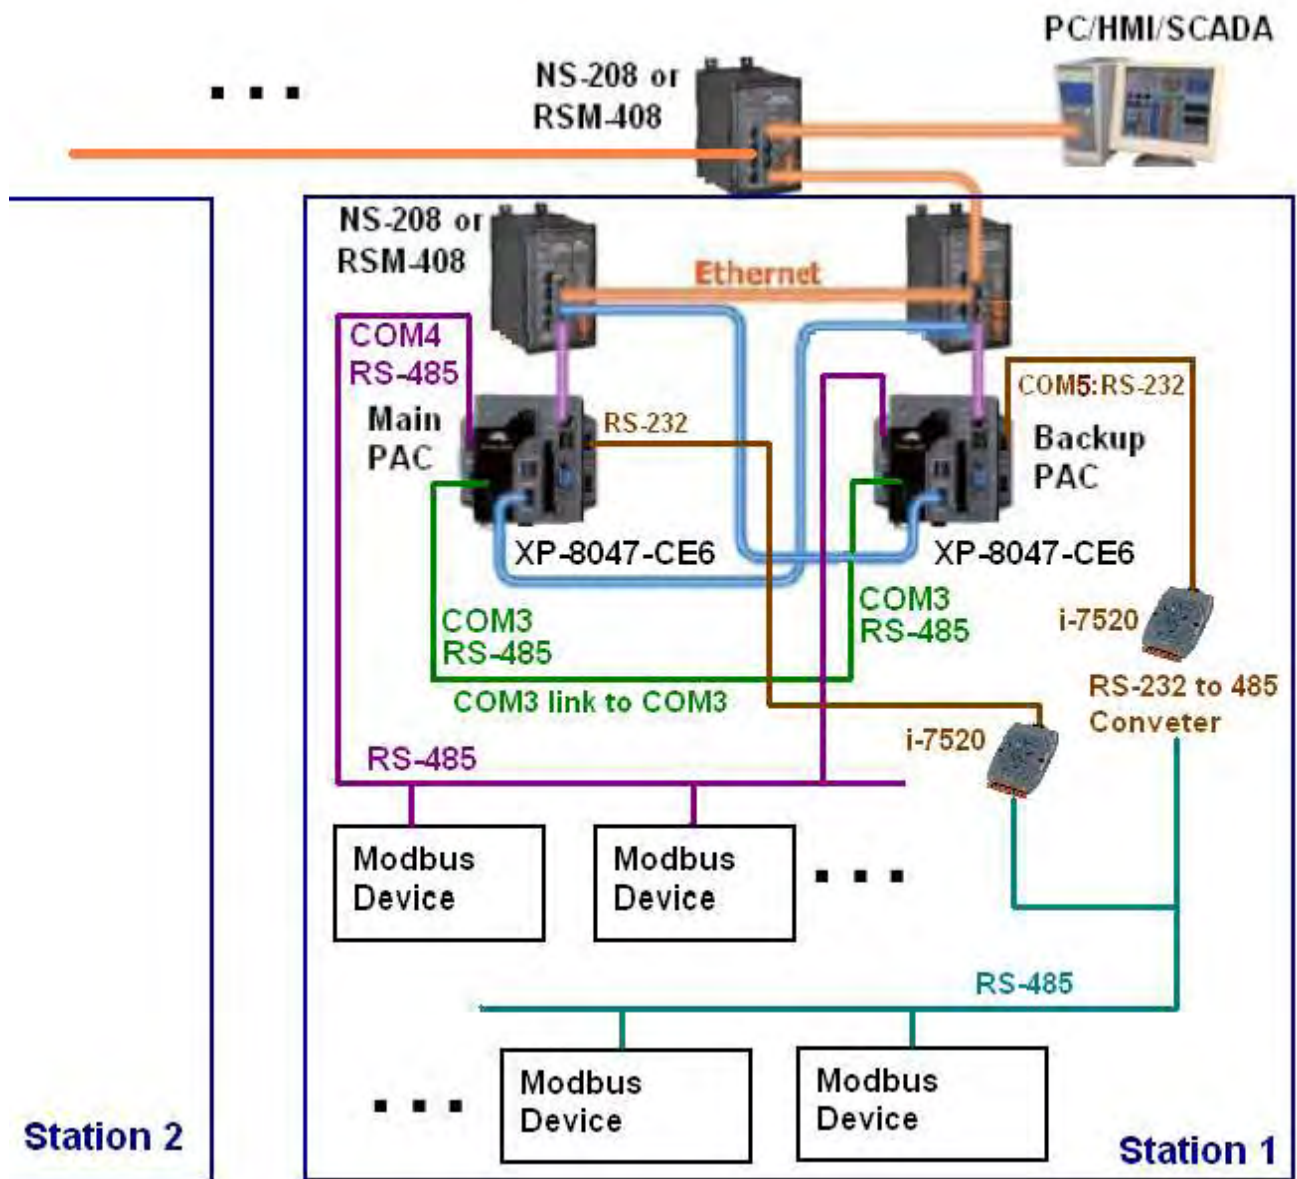 PC/HMI/SCADA
NS-208 or
RSM-408
NS-208 or
RSM-408
Ethernet
COM4
RS-485
Main
PAC
RS-232
COM5:RS-232
Backup
PAC
XP-8047-CE6
XP-8047-CE6
COM3
RS-485
COM3
RS-485
COM3 link to COM3
i-7520
RS-232 to 485
Conveter
i-7520
RS-485
Modbus
Device
Modbus
Device
RS-485
Modbus
Device
Modbus
Device
Station 2
Station 1